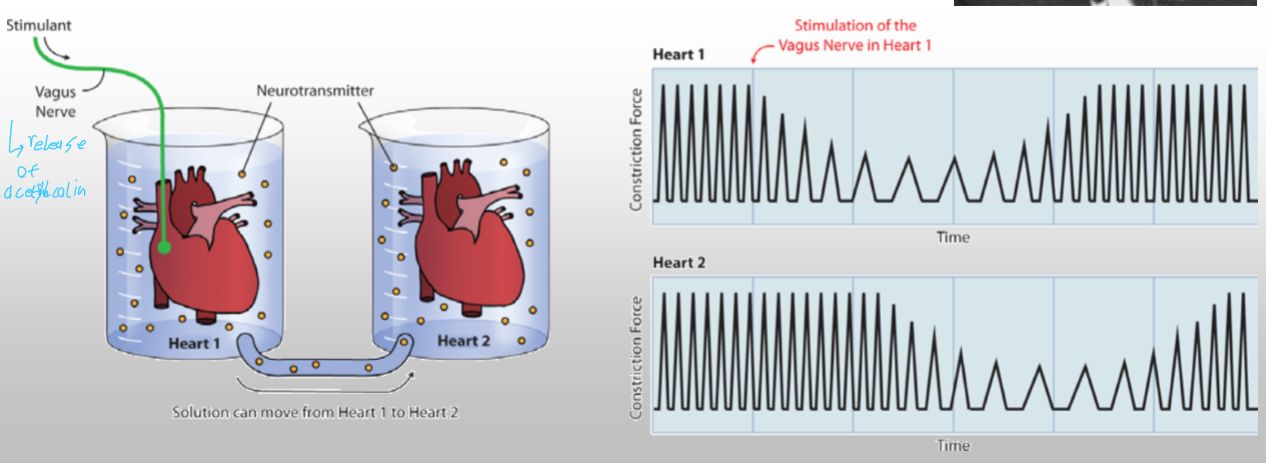 Stimulant
Vagus
Nerve
↳ release
of
acethcolin
Neurotransmitter
Heart 1
Heart 2
Solution can move from Heart 1 to Heart 2
Stimulation of the
Vagus Nerve in Heart 1
Heart 1
Constriction Force
Time
Heart 2
Constriction Force
Time